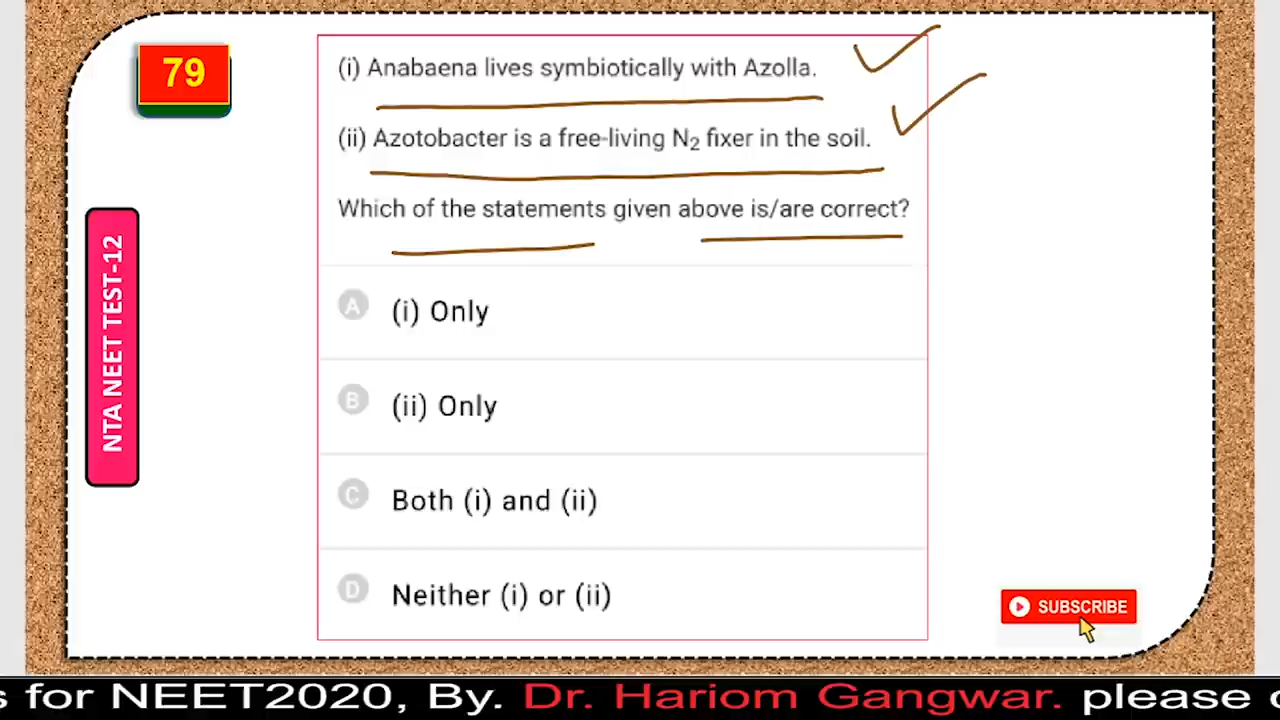 79
NTA NEET TEST-12
(i) Anabaena lives symbiotically with Azolla.
(ii) Azotobacter is a free-living N₂ fixer in the soil.
Which of the statements given above is/are correct?
A (i) Only
B (ii) Only
C Both (i) and (ii)
D Neither (i) or (ii)
SUBSCRIBE
s for NEET2020, By. Dr. Hariom Gangwar. please